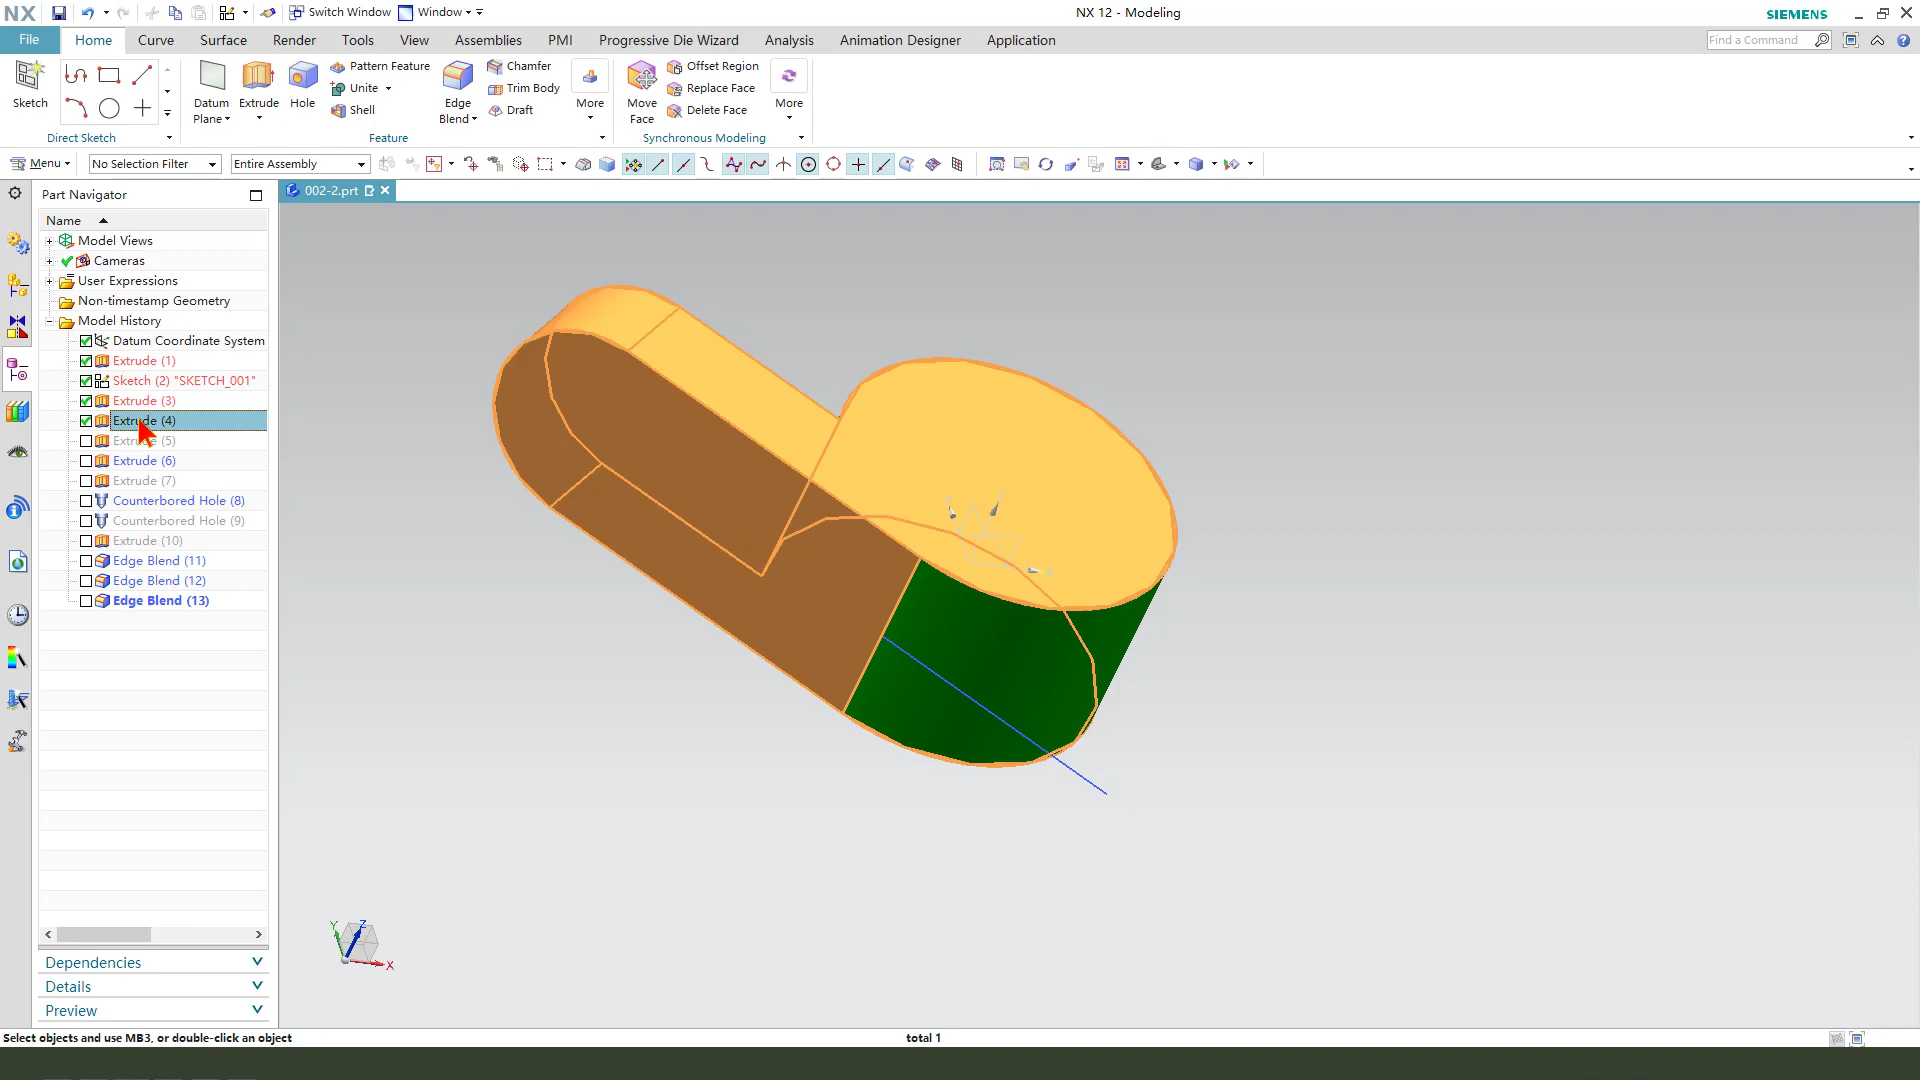 NX Switch Window Window NX 12 - Modeling SIEMENS
File Home Curve Surface Render Tools View Assemblies PMI Progressive Die Wizard Analysis Animation Designer Application Find a Command
Sketch Datum Plane Extrude Hole Pattern Feature Unite Shell Edge Blend Chamfer Trim Body Draft More Move Face Offset Region Replace Face Delete Face More
Direct Sketch Feature Synchronous Modeling
Menu No Selection Filter Entire Assembly
Part Navigator 002-2.prt
Name
Model Views
Cameras
User Expressions
Non-timestamp Geometry
Model History
Datum Coordinate System
Extrude (1)
Sketch (2) "SKETCH_001"
Extrude (3)
Extrude (4)
Extrude (5)
Extrude (6)
Extrude (7)
Counterbored Hole (8)
Counterbored Hole (9)
Extrude (10)
Edge Blend (11)
Edge Blend (12)
Edge Blend (13)
Y Z X
Dependencies
Details
Preview
Select objects and use MB3, or double-click an object total 1